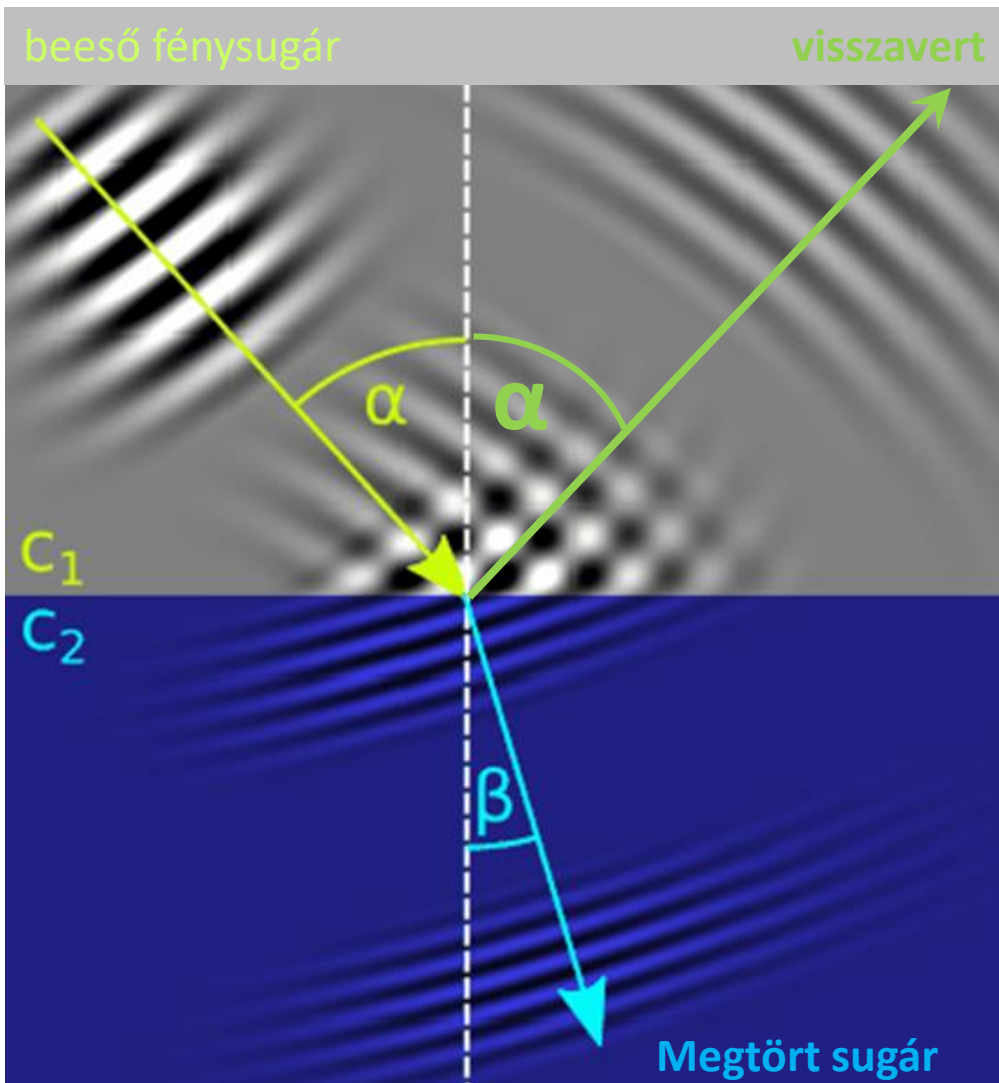 beeső fénysugár
visszavert
α
α
c₁
c₂
β
Megtört sugár